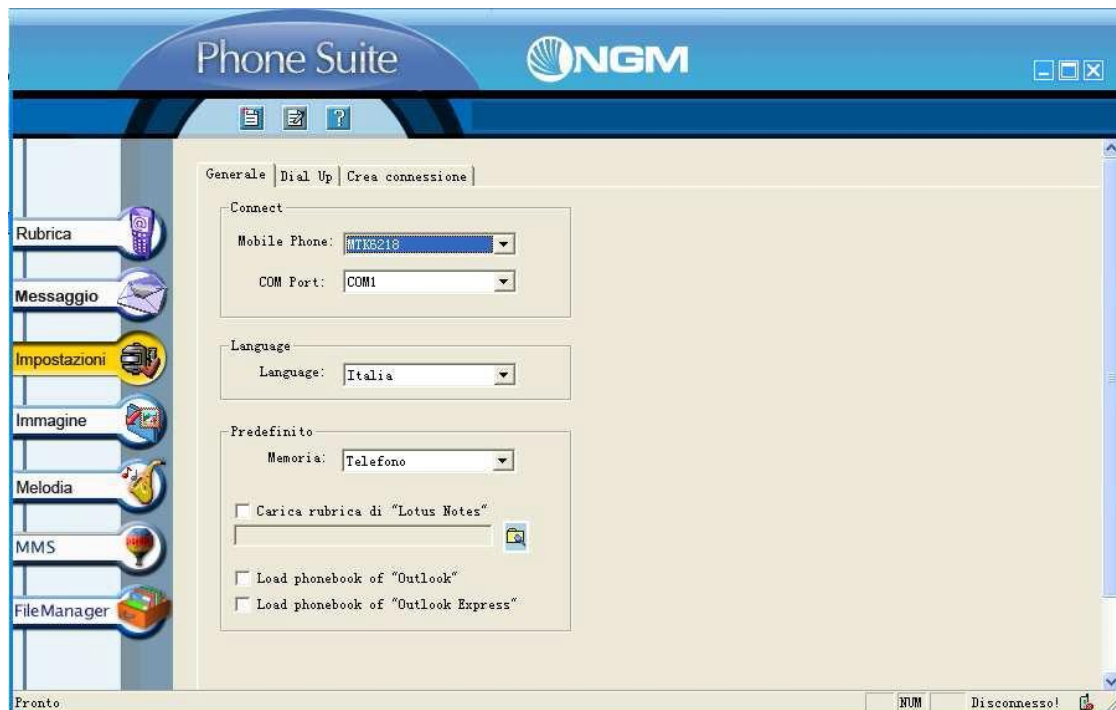 Phone Suite
NGM
Generale
Dial Up
Crea connessione
Connect
Mobile Phone:
MTK6218
COM Port:
COM1
Language
Language:
Italia
Predefinito
Memoria:
Telefono
Carica rubrica di "Lotus Notes"
Load phonebook of "Outlook"
Load phonebook of "Outlook Express"
Rubrica
Messaggio
Impostazioni
Immagine
Melodia
MMS
FileManager
Pronto
NUM
Disconnesso!